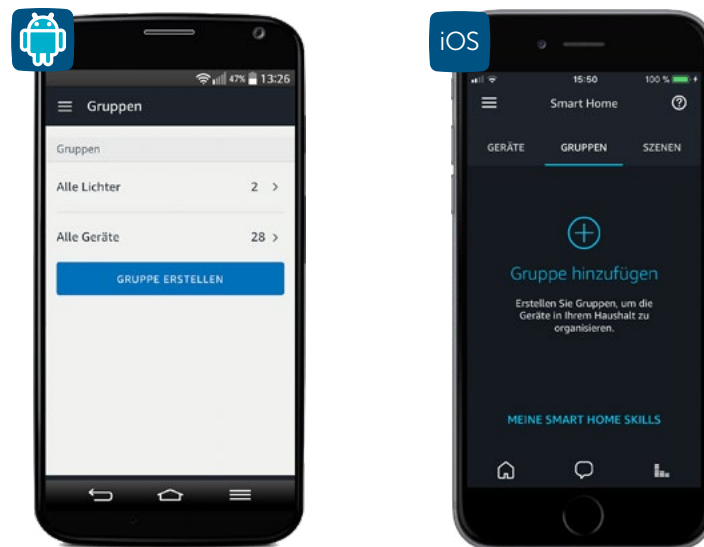 47% 13:26
Gruppen
Gruppen
Alle Lichter 2 >
Alle Geräte 28 >
GRUPPE ERSTELLEN
iOS
15:50 100 %
Smart Home ?
GERÄTE GRUPPEN SZENEN
Gruppe hinzufügen
Erstellen Sie Gruppen, um die
Geräte in Ihrem Haushalt zu
organisieren.
MEINE SMART HOME SKILLS